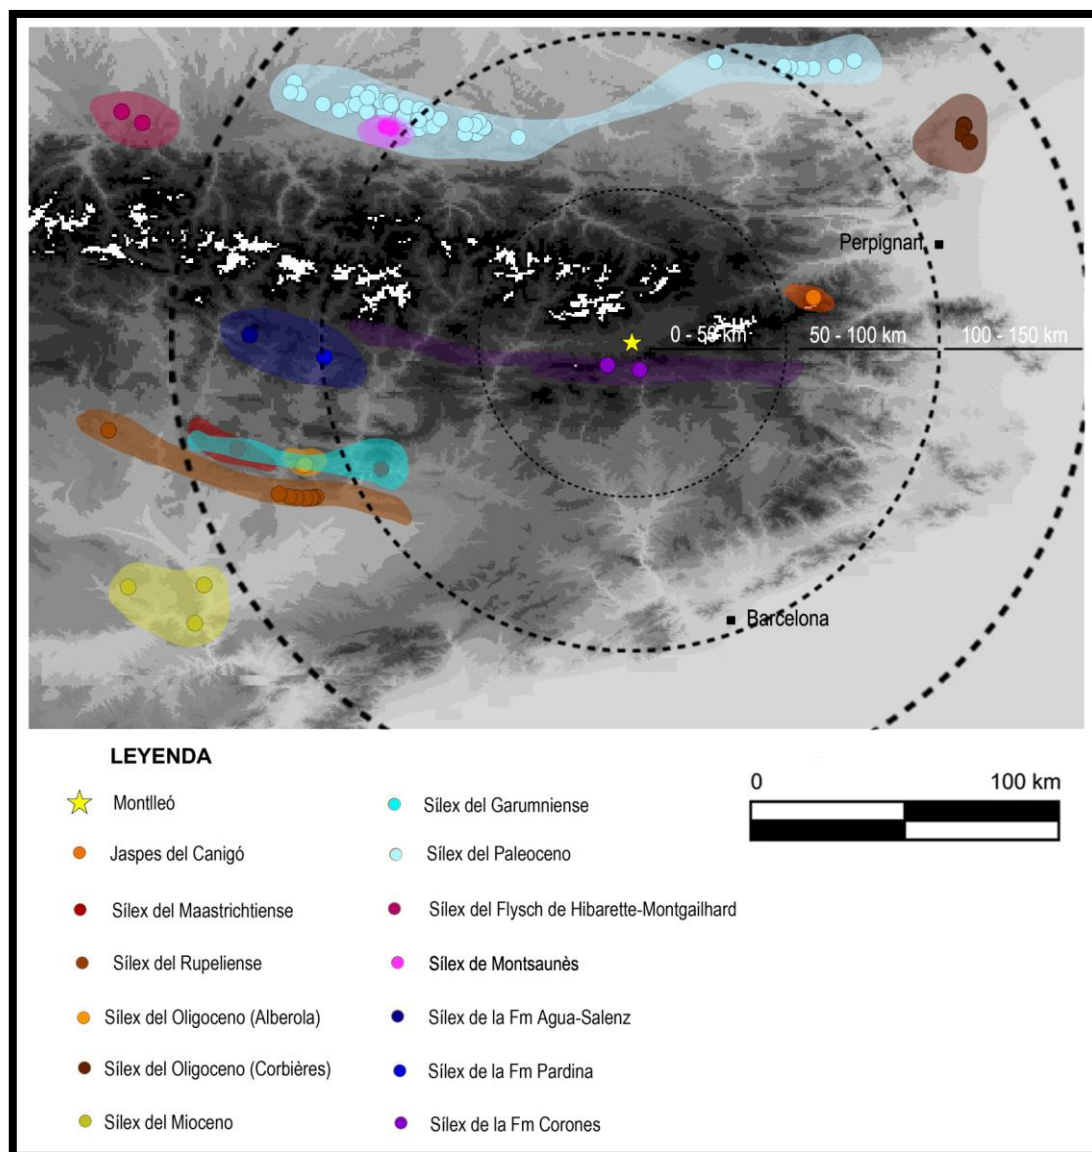 Perpignan
0 - 50 km 50 - 100 km 100 - 150 km
Barcelona
LEYENDA
Montlleó
Jaspes del Canigó
Sílex del Maastrichtiense
Sílex del Rupeliense
Sílex del Oligoceno (Alberola)
Sílex del Oligoceno (Corbières)
Sílex del Mioceno
Sílex del Garumniense
Sílex del Paleoceno
Sílex del Flysch de Hibarette-Montgailhard
Sílex de Montsaunès
Sílex de la Fm Agua-Salenz
Sílex de la Fm Pardina
Sílex de la Fm Corones
0 100 km